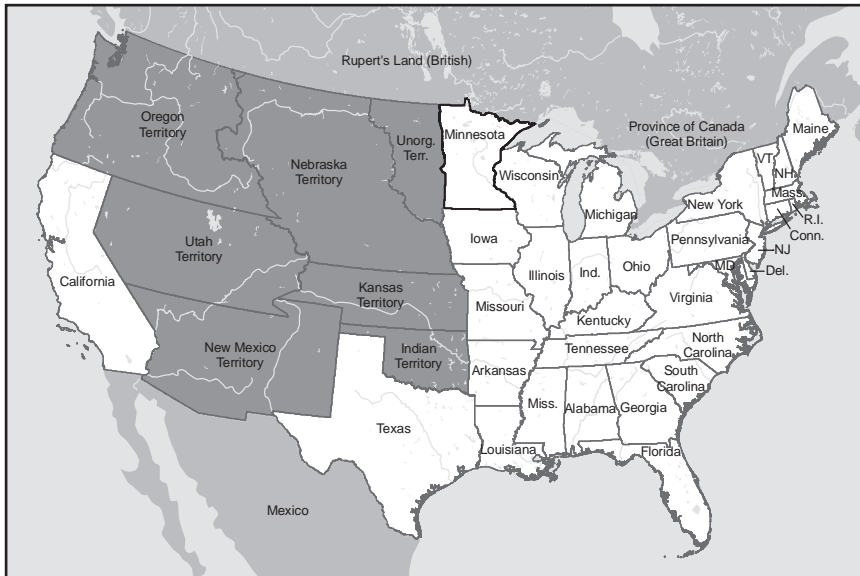 Rupert's Land (British)
Oregon
Territory
Nebraska
Territory
Unorg.
Terr.
Minnesota
Province of Canada
(Great Britain)
Maine
VT
NH
Mass.
Wisconsin
Michigan
New York
R.I.
Conn.
Pennsylvania
NJ
Iowa
Utah
Territory
California
Illinois
Ind.
Ohio
MD
Del.
Kansas
Territory
Missouri
Virginia
Kentucky
New Mexico
Territory
Indian
Territory
Tennessee
North
Carolina
Arkansas
South
Carolina
Texas
Miss.
Alabama
Georgia
Louisiana
Florida
Mexico